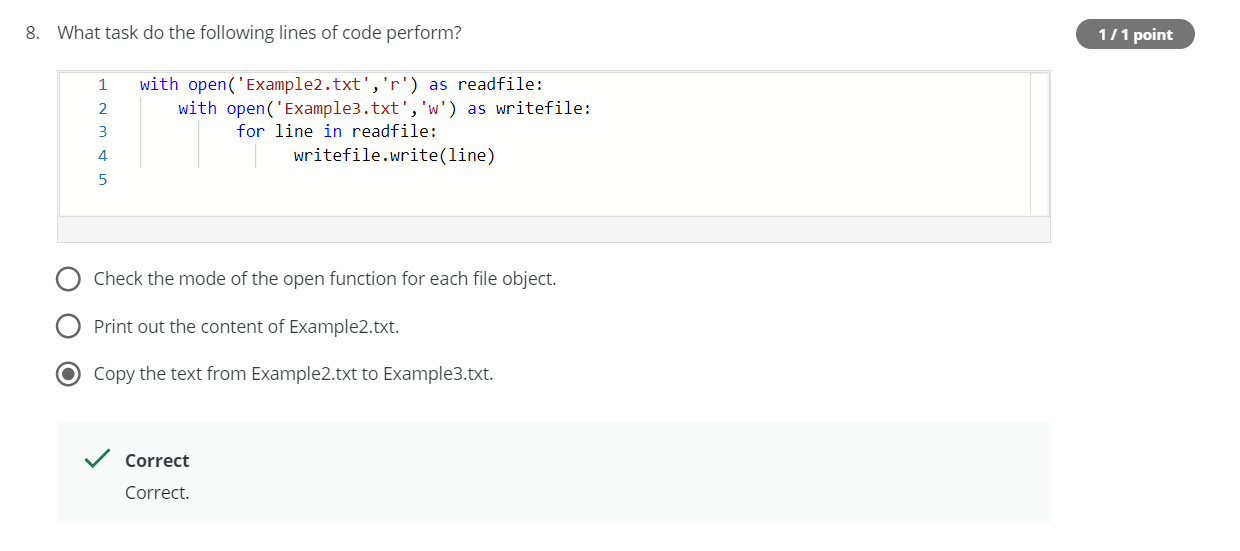 8. What task do the following lines of code perform?
1 / 1 point
1 with open('Example2.txt','r') as readfile:
2     with open('Example3.txt','w') as writefile:
3           for line in readfile:
4                 writefile.write(line)
5
Check the mode of the open function for each file object.
Print out the content of Example2.txt.
Copy the text from Example2.txt to Example3.txt.
Correct
Correct.